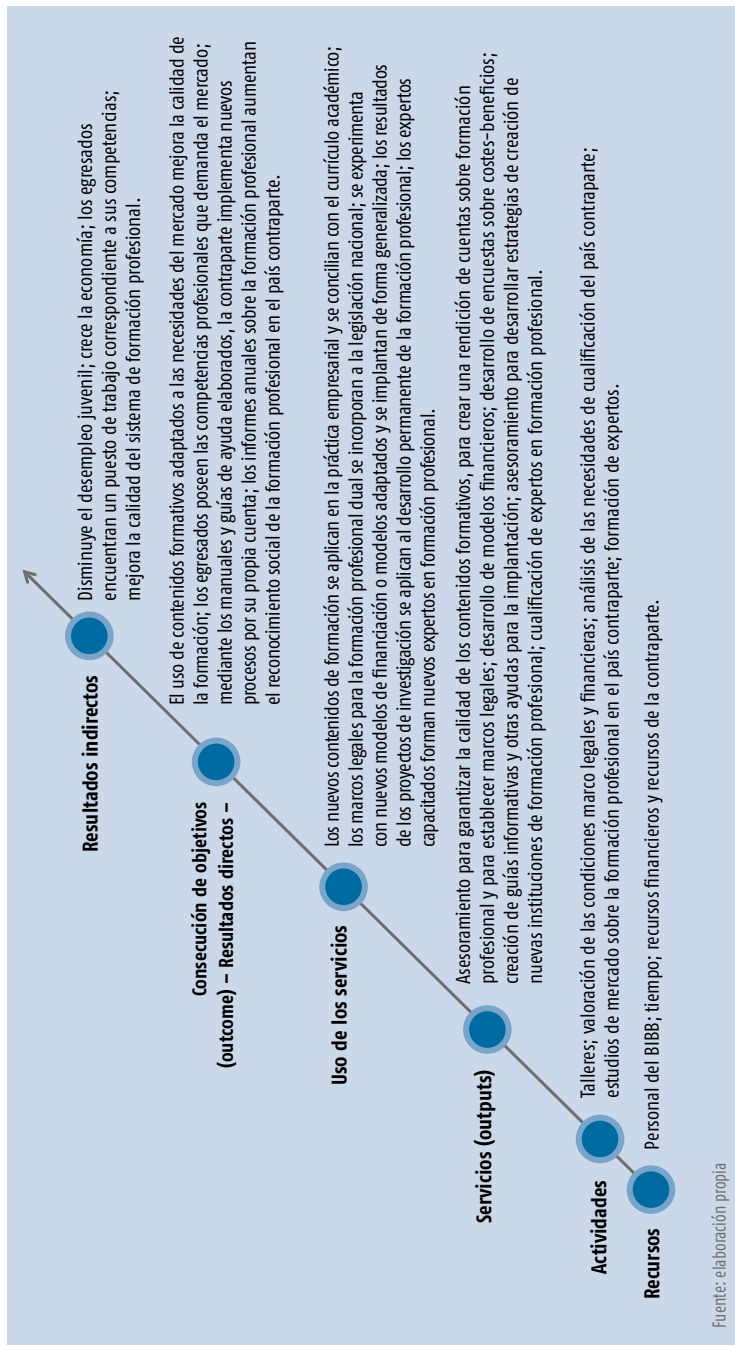 Resultados indirectos
Disminuye el desempleo juvenil; crece la economía; los egresados
encuentran un puesto de trabajo correspondiente a sus competencias;
mejora la calidad del sistema de formación profesional.
Consecución de objetivos
(outcome) – Resultados directos –
El uso de contenidos formativos adaptados a las necesidades del mercado mejora la calidad de
la formación; los egresados poseen las competencias profesionales que demanda el mercado;
mediante los manuales y guías de ayuda elaborados, la contraparte implementa nuevos
procesos por su propia cuenta; los informes anuales sobre la formación profesional aumentan
el reconocimiento social de la formación profesional en el país contraparte.
Uso de los servicios
Los nuevos contenidos de formación se aplican en la práctica empresarial y se concilian con el currículo académico;
los marcos legales para la formación profesional dual se incorporan a la legislación nacional; se experimenta
con nuevos modelos de financiación o modelos adaptados y se implantan de forma generalizada; los resultados
de los proyectos de investigación se aplican al desarrollo permanente de la formación profesional; los expertos
capacitados forman nuevos expertos en formación profesional.
Servicios (outputs)
Asesoramiento para garantizar la calidad de los contenidos formativos, para crear una rendición de cuentas sobre formación
profesional y para establecer marcos legales; desarrollo de modelos financieros; desarrollo de encuestas sobre costes-beneficios;
creación de guías informativas y otras ayudas para la implantación; asesoramiento para desarrollar estrategias de creación de
nuevas instituciones de formación profesional; cualificación de expertos en formación profesional.
Actividades
Talleres; valoración de las condiciones marco legales y financieras; análisis de las necesidades de cualificación del país contraparte;
estudios de mercado sobre la formación profesional en el país contraparte; formación de expertos.
Recursos
Personal del BIBB; tiempo; recursos financieros y recursos de la contraparte.
Fuente: elaboración propia